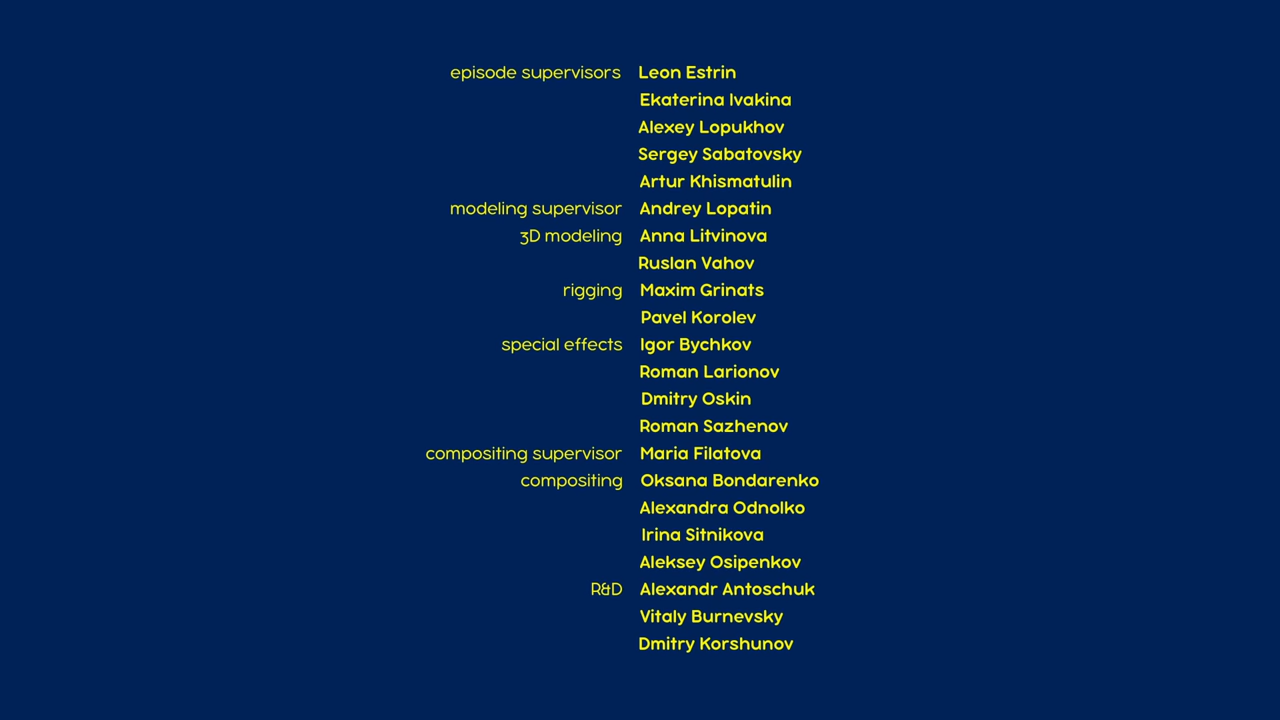 episode supervisors Leon Estrin
Ekaterina Ivakina
Alexey Lopukhov
Sergey Sabatovsky
Artur Khismatulin
modeling supervisor Andrey Lopatin
3D modeling Anna Litvinova
Ruslan Vahov
rigging Maxim Grinats
Pavel Korolev
special effects Igor Bychkov
Roman Larionov
Dmitry Oskin
Roman Sazhenov
compositing supervisor Maria Filatova
compositing Oksana Bondarenko
Alexandra Odnolko
Irina Sitnikova
Aleksey Osipenkov
R&D Alexandr Antoschuk
Vitaly Burnevsky
Dmitry Korshunov